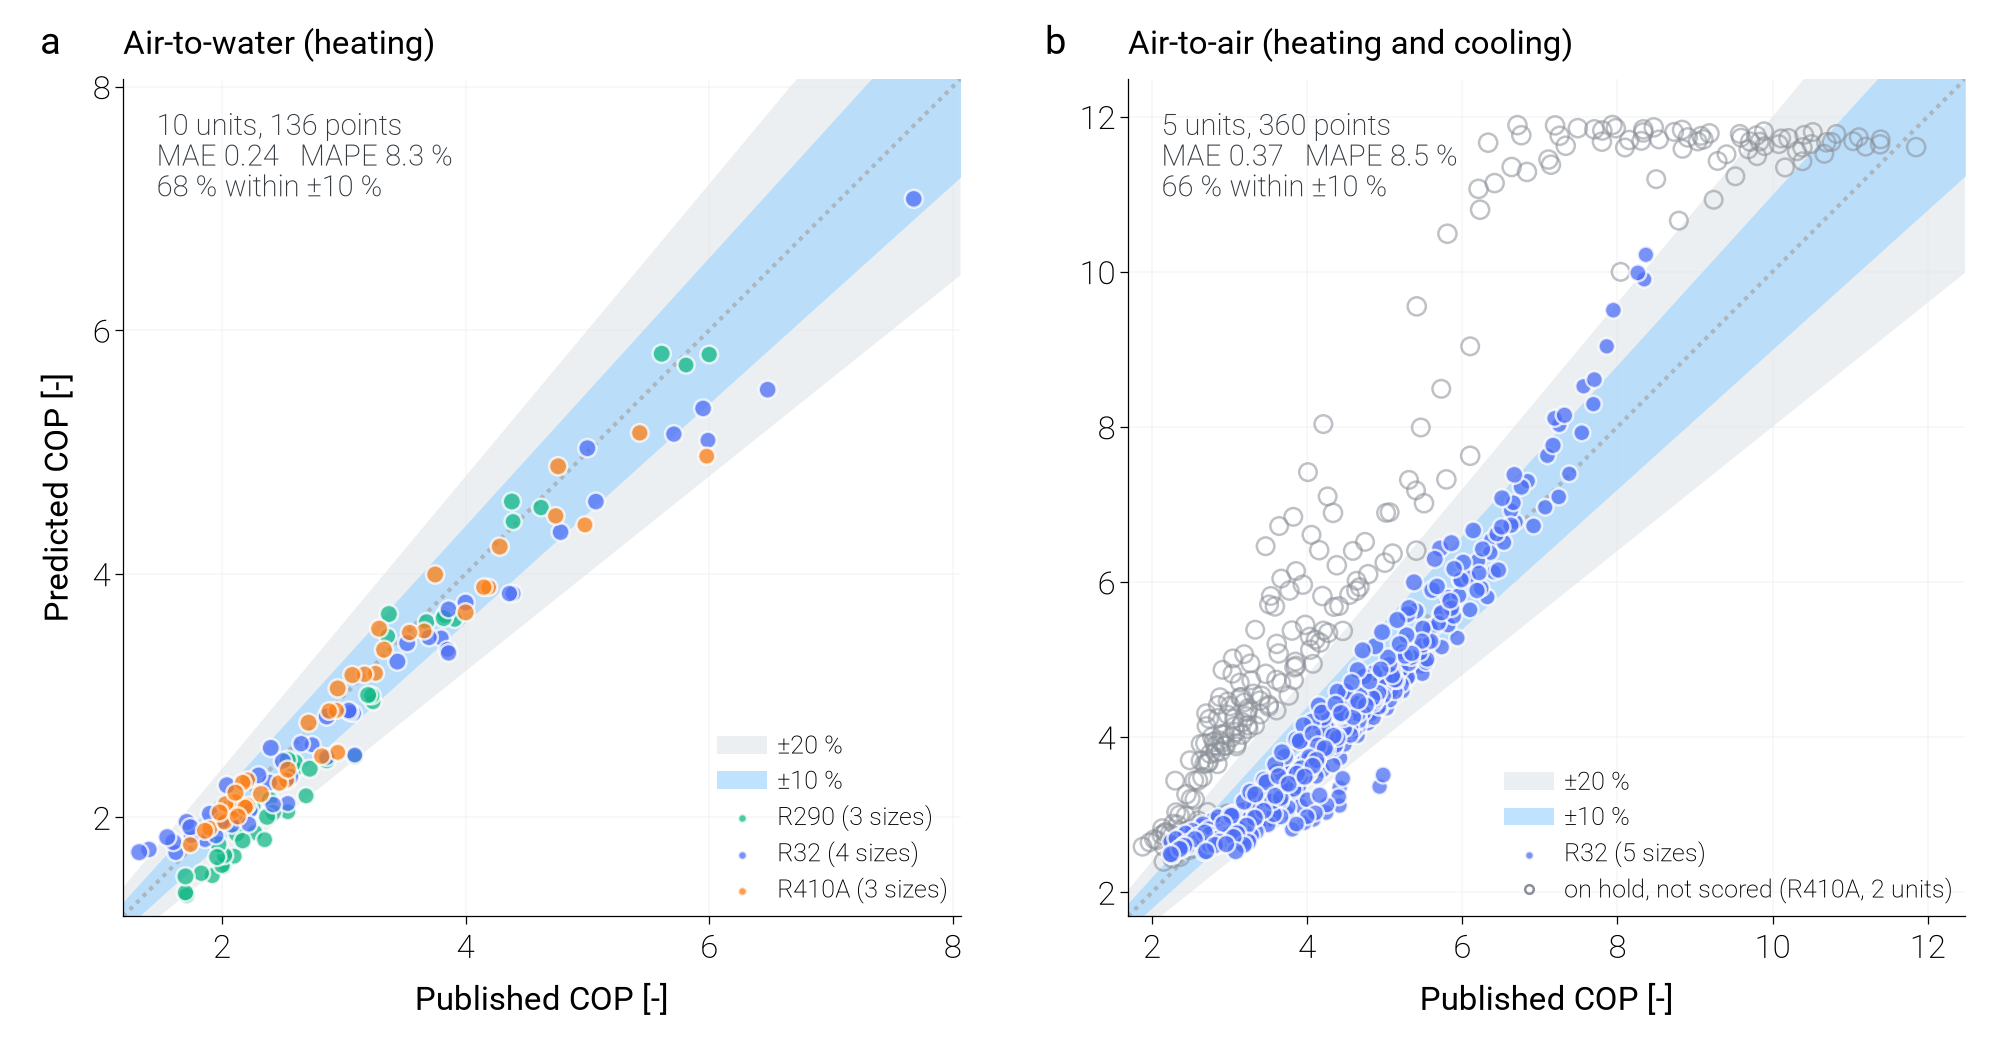 a
Air-to-water (heating)
8
6
4
2
2
4
6
8
Predicted COP [-]
Published COP [-]
10 units, 136 points
MAE 0.24   MAPE 8.3 %
68 % within ±10 %
±20 %
±10 %
R290 (3 sizes)
R32 (4 sizes)
R410A (3 sizes)
b
Air-to-air (heating and cooling)
12
10
8
6
4
2
2
4
6
8
10
12
Published COP [-]
5 units, 360 points
MAE 0.37   MAPE 8.5 %
66 % within ±10 %
±20 %
±10 %
R32 (5 sizes)
on hold, not scored (R410A, 2 units)